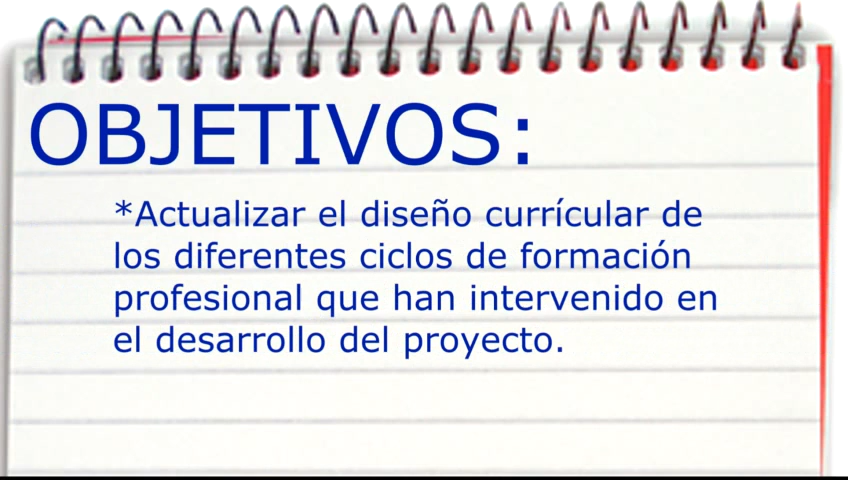 OBJETIVOS:
*Actualizar el diseño currícular de
los diferentes ciclos de formación
profesional que han intervenido en
el desarrollo del proyecto.